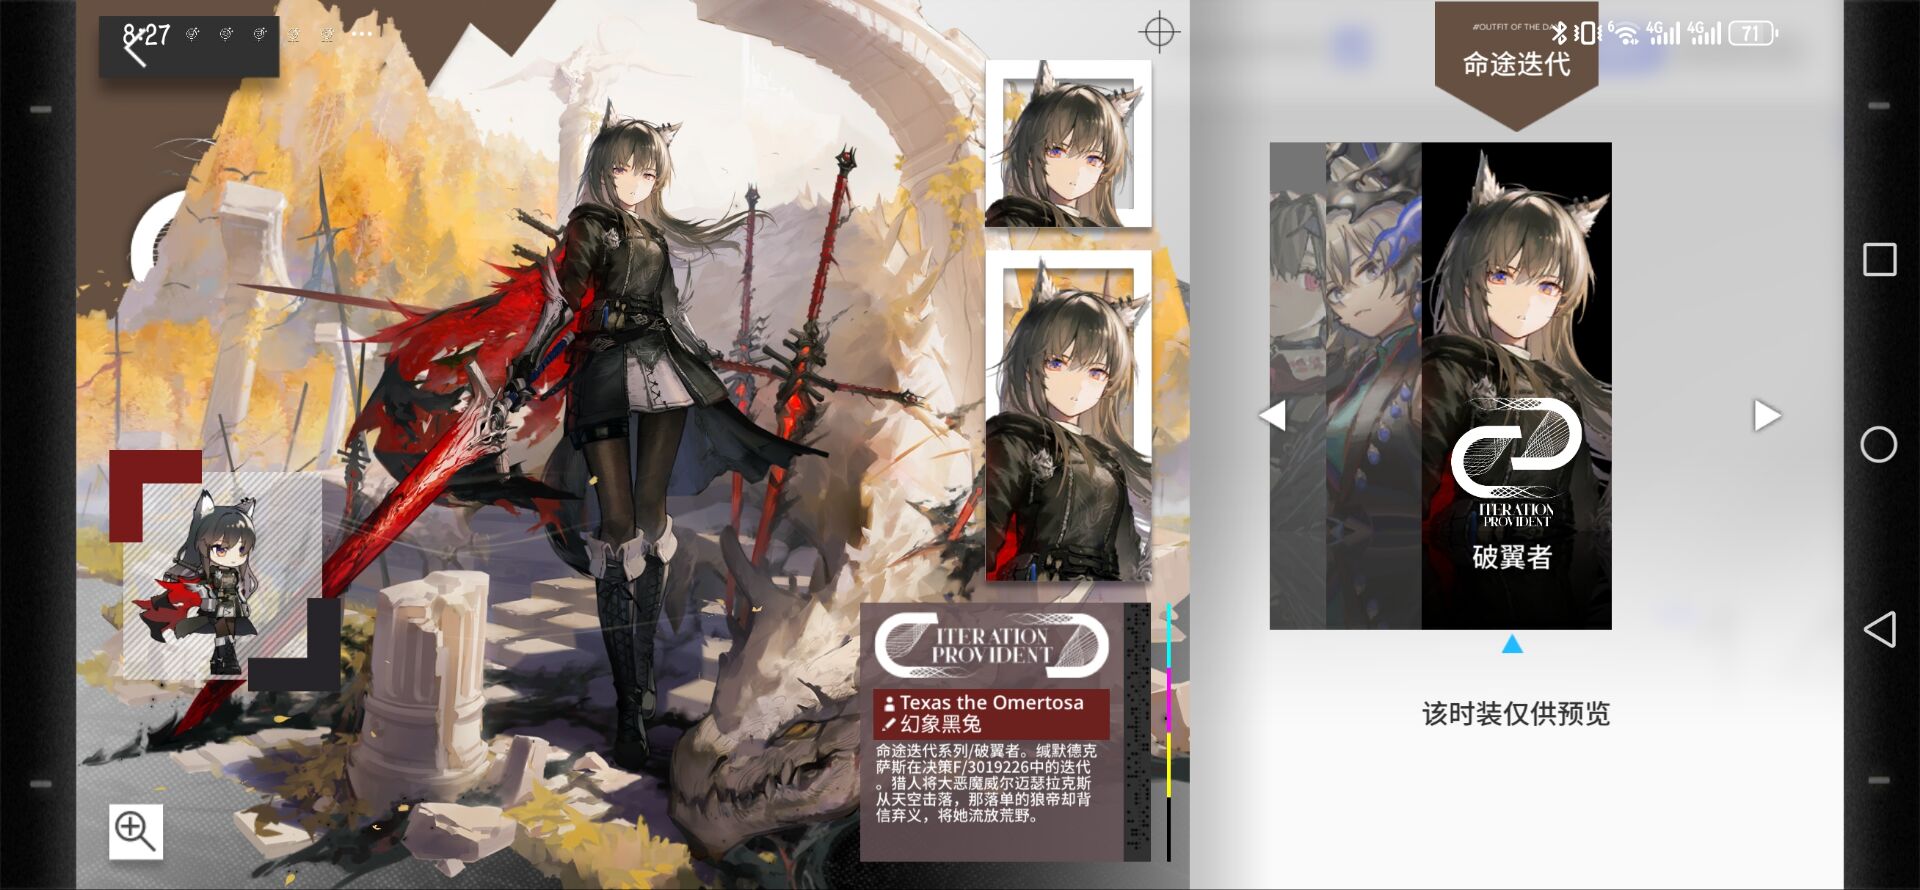 8:27
#OUTFIT OF THE DA
命途迭代
6 4G 4G 71
ITERATION
PROVIDENT
破翼者
该时装仅供预览
ITERATION
PROVIDENT
Texas the Omertosa
幻象黑兔
命途迭代系列/破翼者。缄默德克
萨斯在决策F/3019226中的迭代
。猎人将大恶魔威尔迈瑟拉克斯
从天空击落，那落单的狼帝却背
信弃义，将她流放荒野。